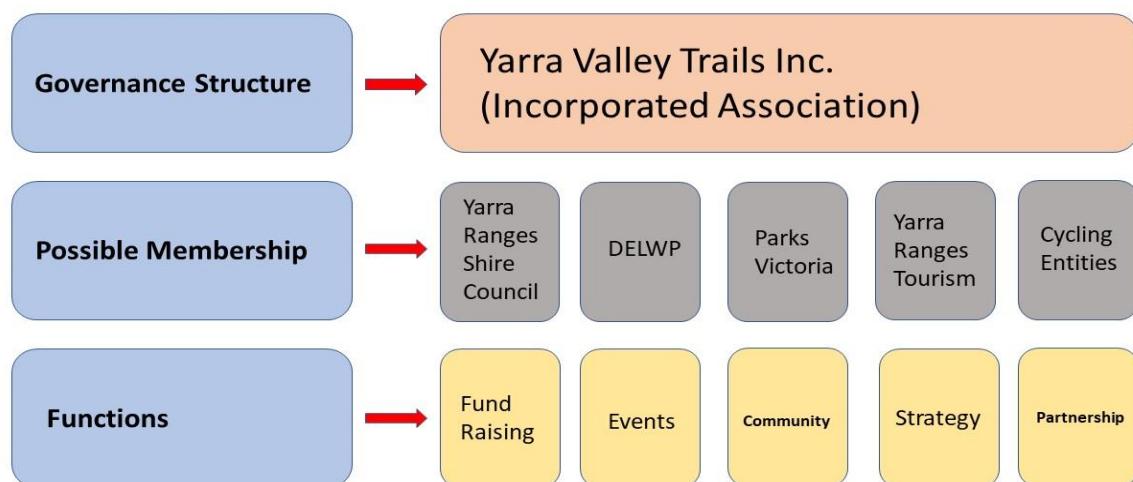 Governance Structure
Yarra Valley Trails Inc.
(Incorporated Association)
Possible Membership
Yarra
Ranges
Shire
Council
DELWP
Parks
Victoria
Yarra
Ranges
Tourism
Cycling
Entities
Functions
Fund
Raising
Events
Community
Strategy
Partnership